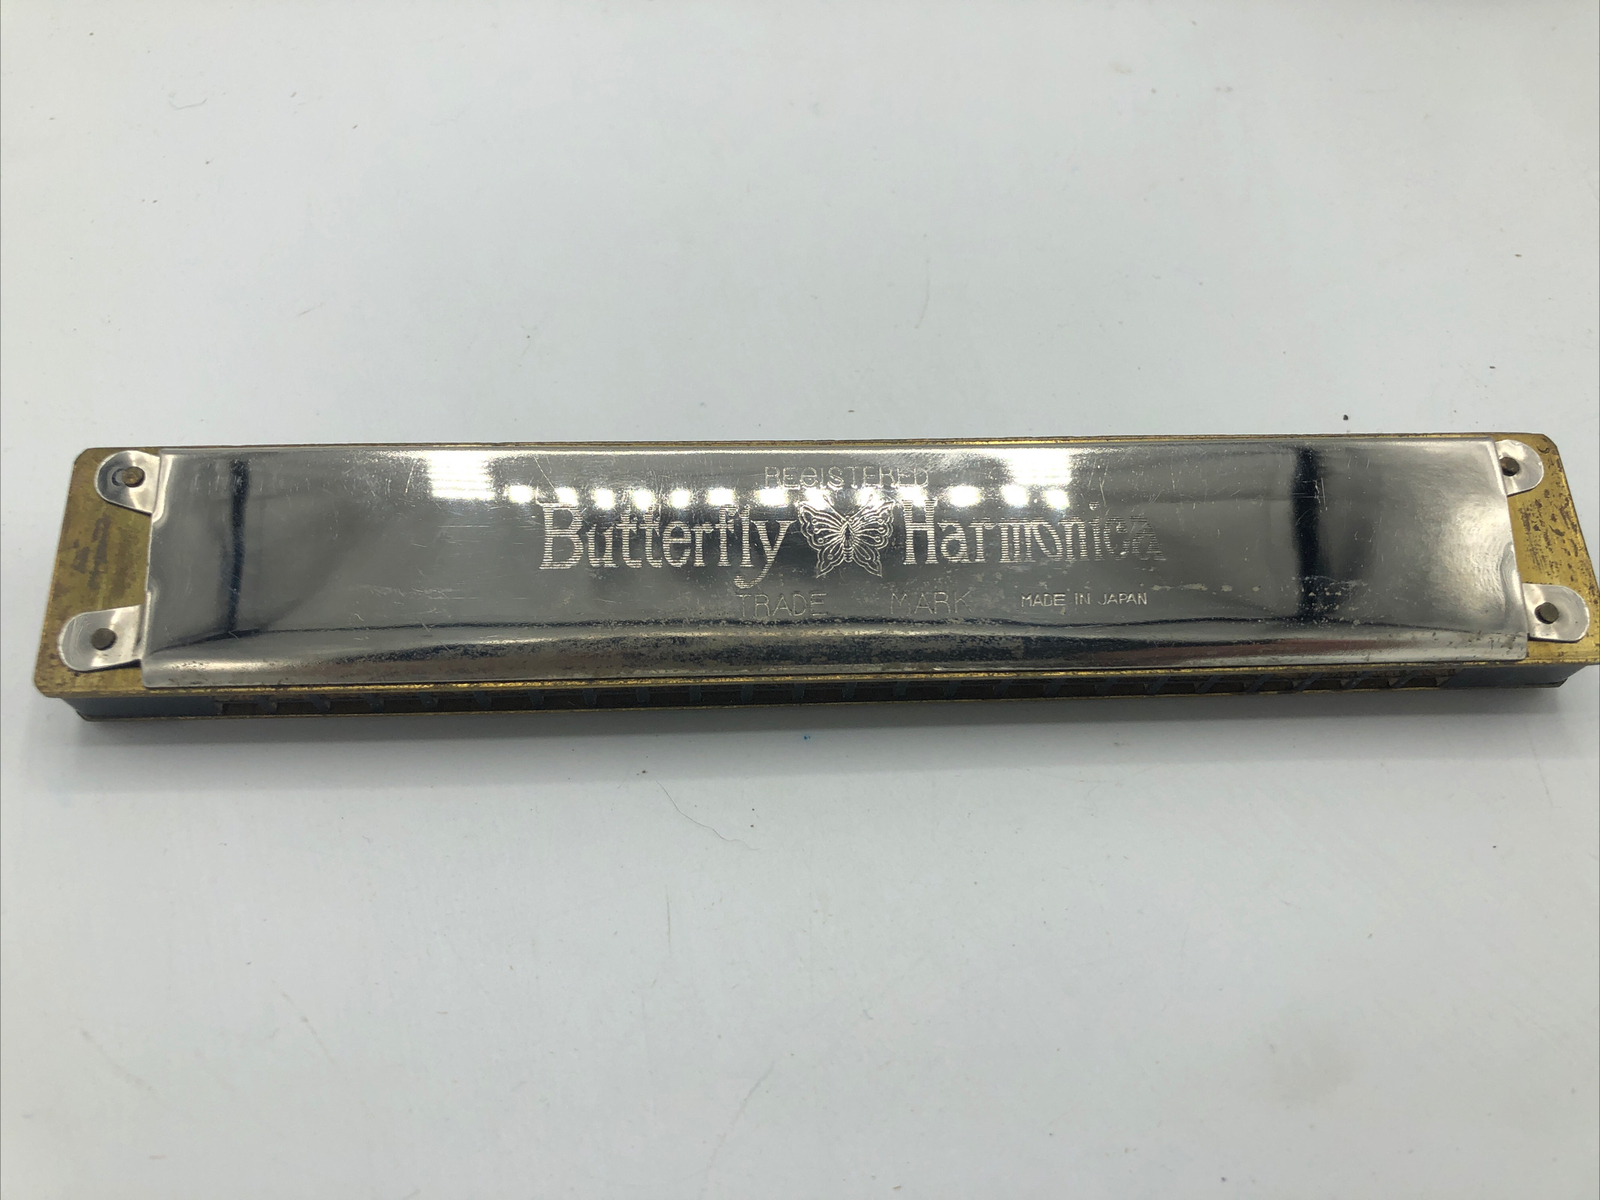 REGISTERED
Butterfly Harmonica
TRADE MARK MADE IN JAPAN